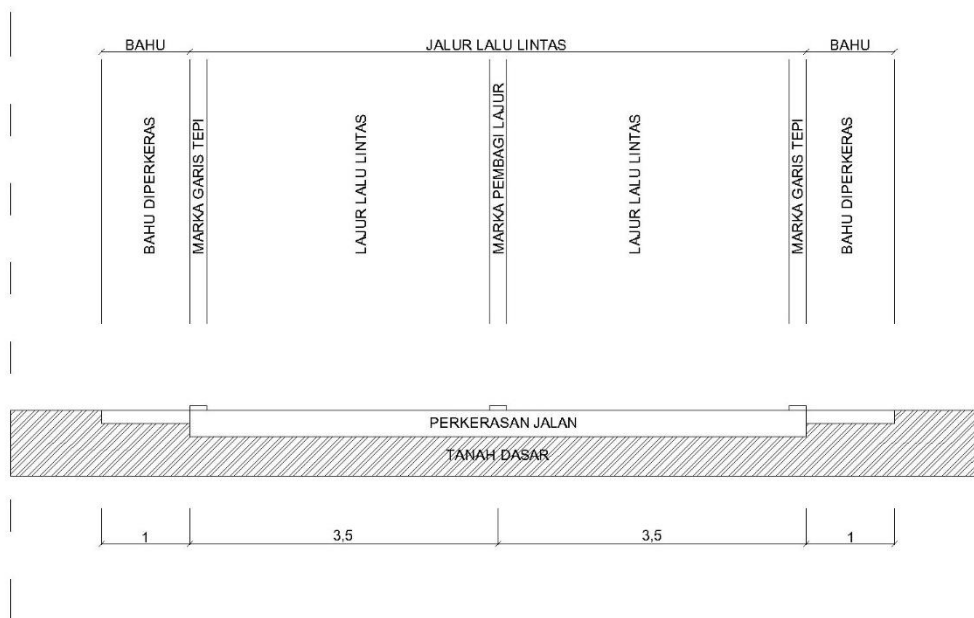 BAHU
JALUR LALU LINTAS
BAHU
BAHU DIPERKERAS
MARKA GARIS TEPI
LAJUR LALU LINTAS
MARKA PEMBAGI LAJUR
LAJUR LALU LINTAS
MARKA GARIS TEPI
BAHU DIPERKERAS
PERKERASAN JALAN
TANAH DASAR
1
3,5
3,5
1